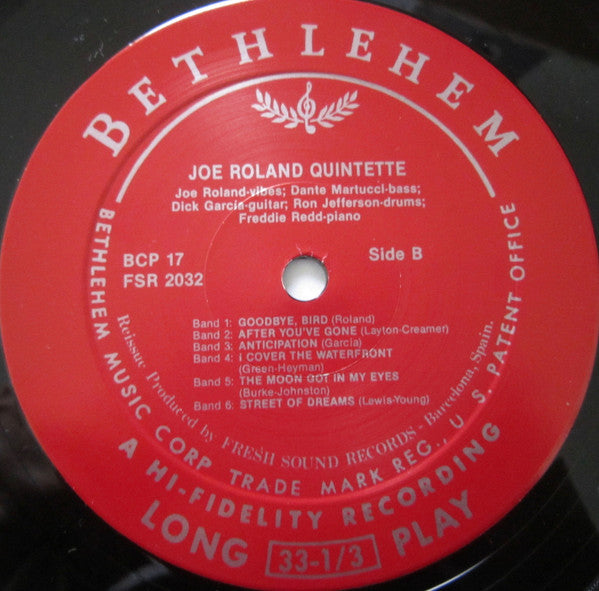 BETHLEHEM
JOE ROLAND QUINTETTE
Joe Roland-vibes; Dante Martucci-bass;
Dick Garcia-guitar; Ron Jefferson-drums;
Freddie Redd-piano
BCP 17
FSR 2032
Side B
Band 1: GOODBYE, BIRD (Roland)
Band 2: AFTER YOU'VE GONE (Layton-Creamer)
Band 3: ANTICIPATION (Garcia)
Band 4: I COVER THE WATERFRONT
(Green-Heyman)
Band 5: THE MOON GOT IN MY EYES
(Burke-Johnston)
Band 6: STREET OF DREAMS (Lewis-Young)
Reissue Produced by FRESH SOUND RECORDS - Barcelona, Spain.
BETHLEHEM MUSIC CORP TRADE MARK REG., U. S. PATENT OFFICE
A HI-FIDELITY RECORDING
LONG 33-1/3 PLAY